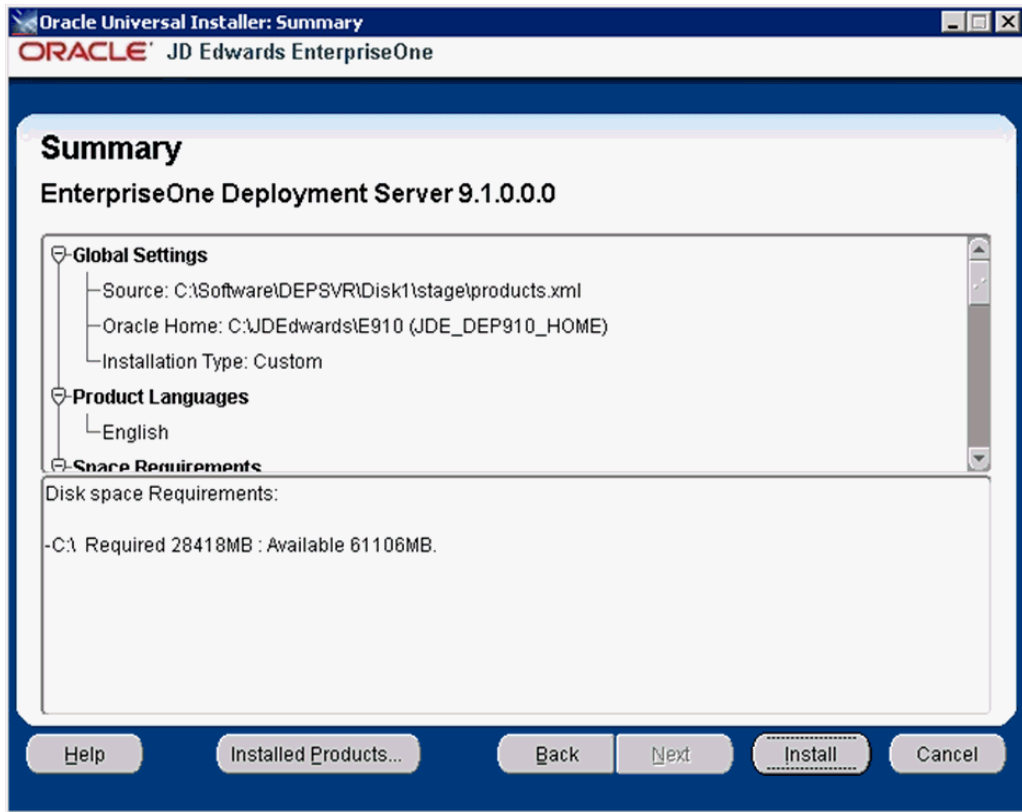 Oracle Universal Installer: Summary
ORACLE' JD Edwards EnterpriseOne
Summary
EnterpriseOne Deployment Server 9.1.0.0.0
Global Settings
Source: C:\Software\DEPSVR\Disk1\stage\products.xml
Oracle Home: C:\JDEdwards\E910 (JDE_DEP910_HOME)
Installation Type: Custom
Product Languages
English
Space Requirements
Disk space Requirements:
-C:\ Required 28418MB : Available 61106MB.
Help Installed Products... Back Next Install Cancel